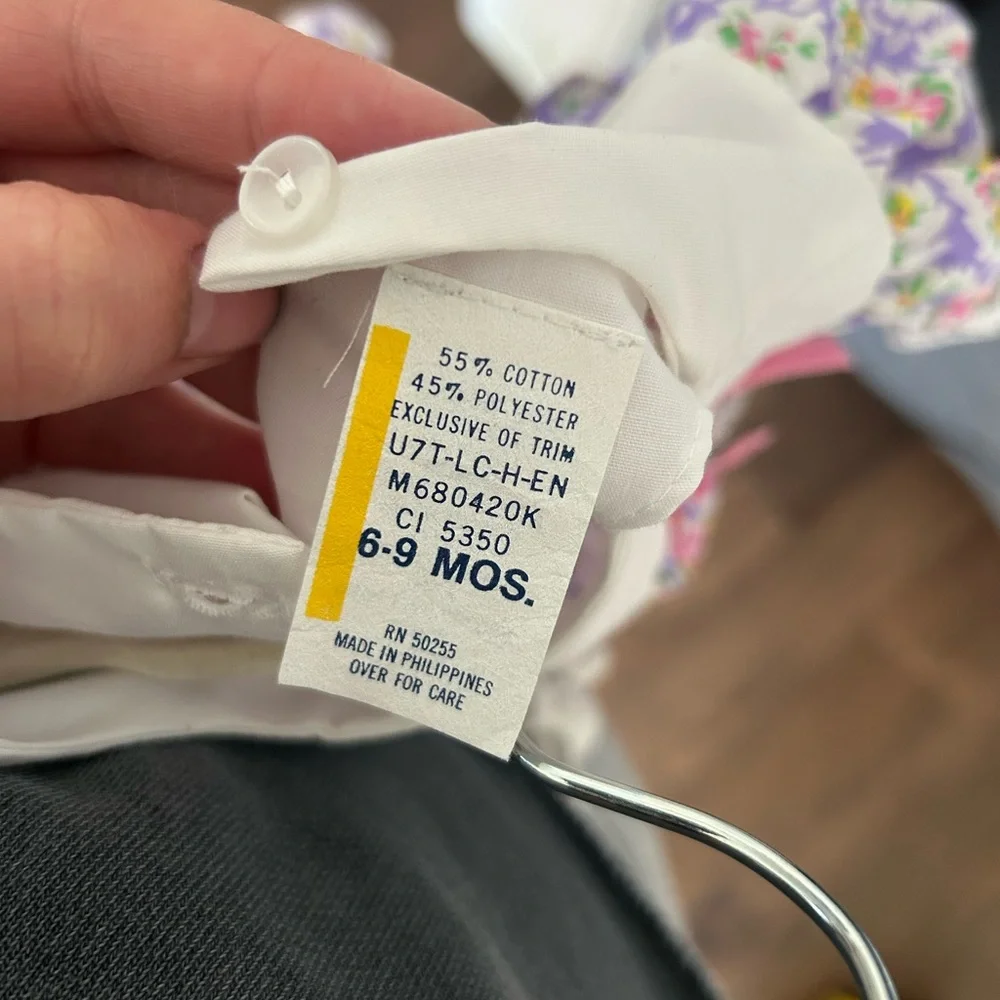 55% COTTON
45% POLYESTER
EXCLUSIVE OF TRIM
U7T-LC-H-EN
M680420K
CI 5350
6-9 MOS.
RN 50255
MADE IN PHILIPPINES
OVER FOR CARE